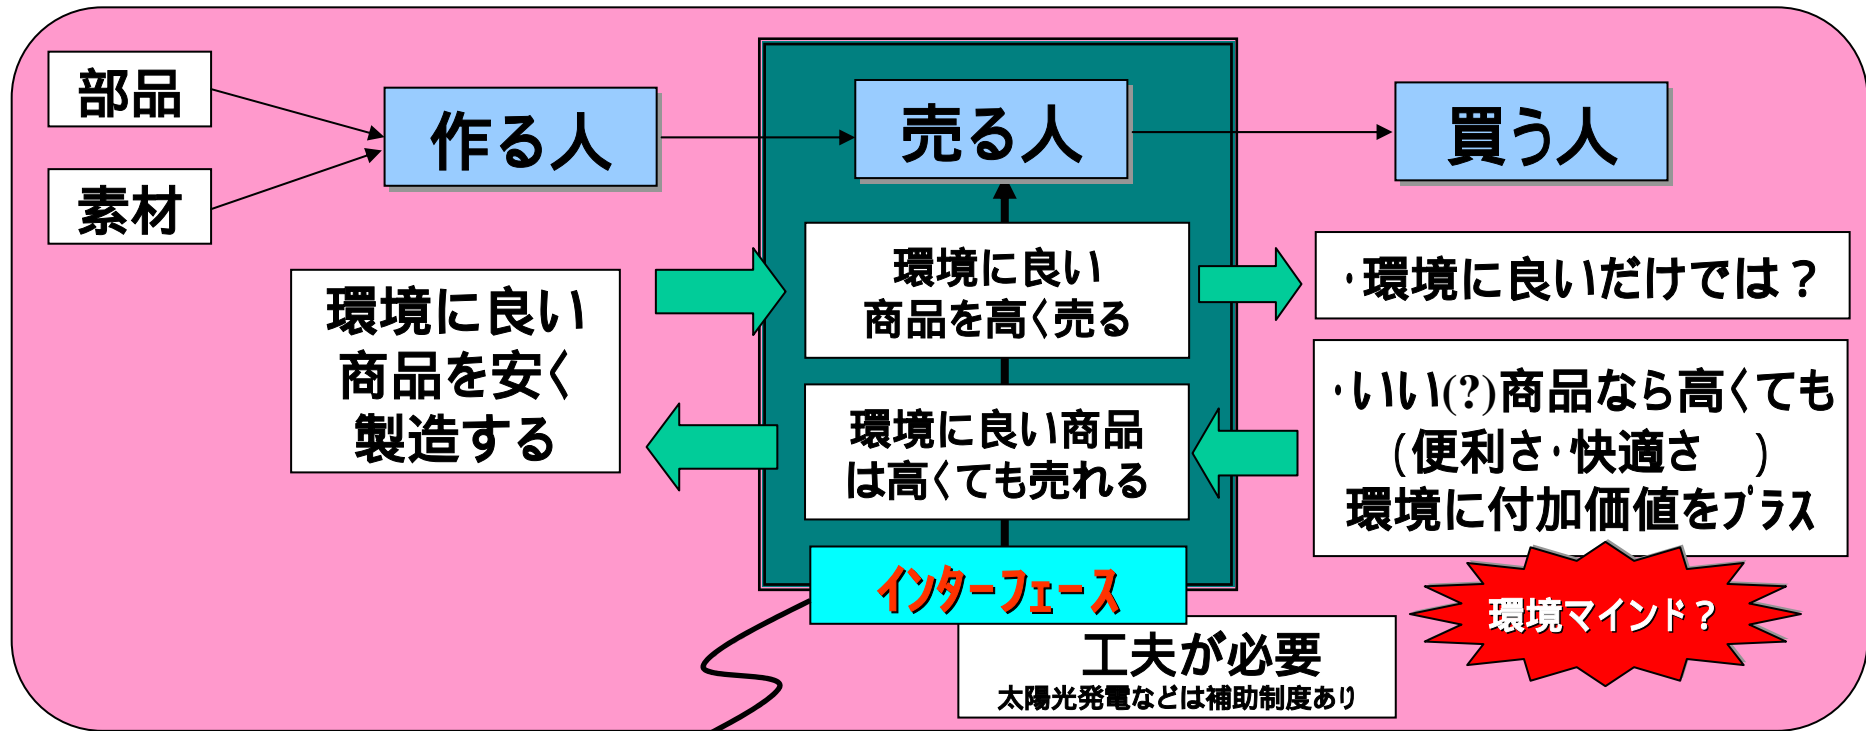 部品
素材
作る人
売る人
買う人
環境に良い
商品を安く
製造する
環境に良い
商品を高く売る
環境に良い商品
は高くても売れる
インターフェース
工夫が必要
太陽光発電などは補助制度あり
・環境に良いだけでは？
・いい(?)商品なら高くても
(便利さ・快適さ　)
環境に付加価値をプラス
環境マインド？